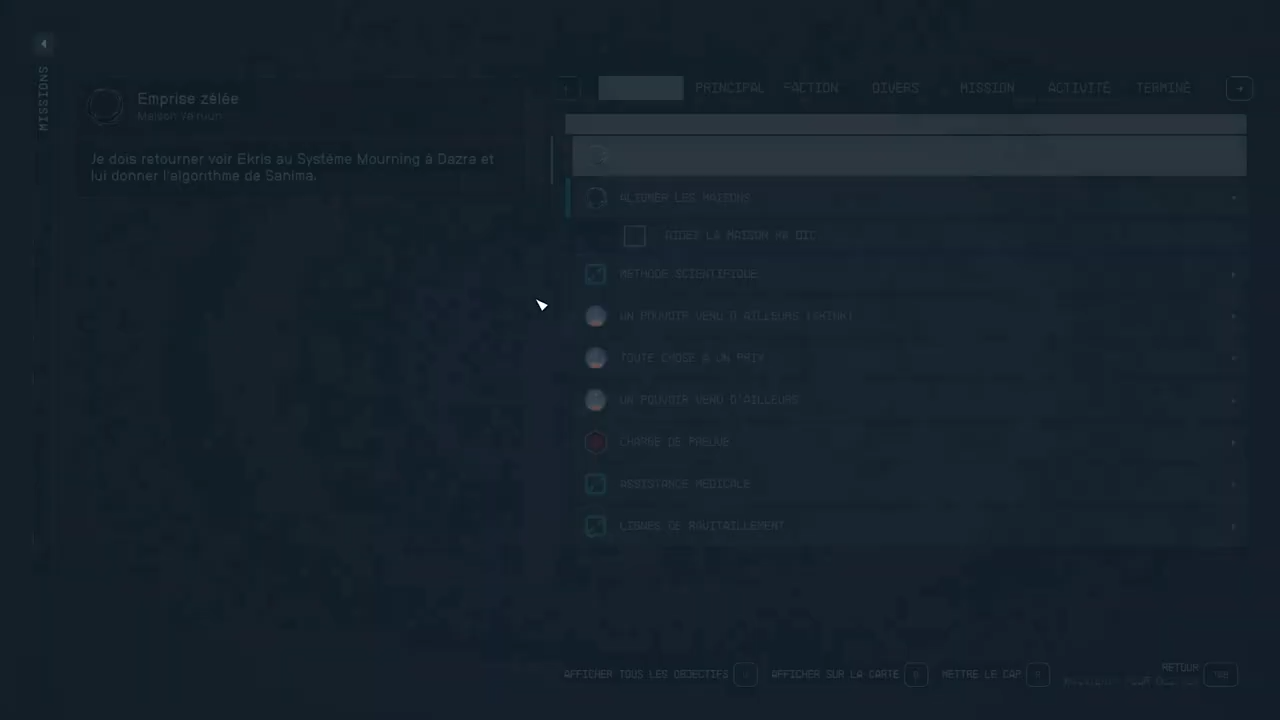 MISSIONS
Emprise zélée
Maison Va'ruun
Je dois retourner voir Ekris au Système Mourning à Dazra et
lui donner l'algorithme de Sanima.
PRINCIPAL FACTION DIVERS MISSION ACTIVITÉ TERMINÉ
ALIGNER LES MAISONS
AIDEZ LA MAISON KA'DIC
MÉTHODE SCIENTIFIQUE
UN POUVOIR VENU D'AILLEURS (SKINK)
TOUTE CHOSE A UN PRIX
UN POUVOIR VENU D'AILLEURS
CHARGE DE PREUVE
ASSISTANCE MÉDICALE
LIGNES DE RAVITAILLEMENT
AFFICHER TOUS LES OBJECTIFS AFFICHER SUR LA CARTE METTRE LE CAP R RETOUR TAB